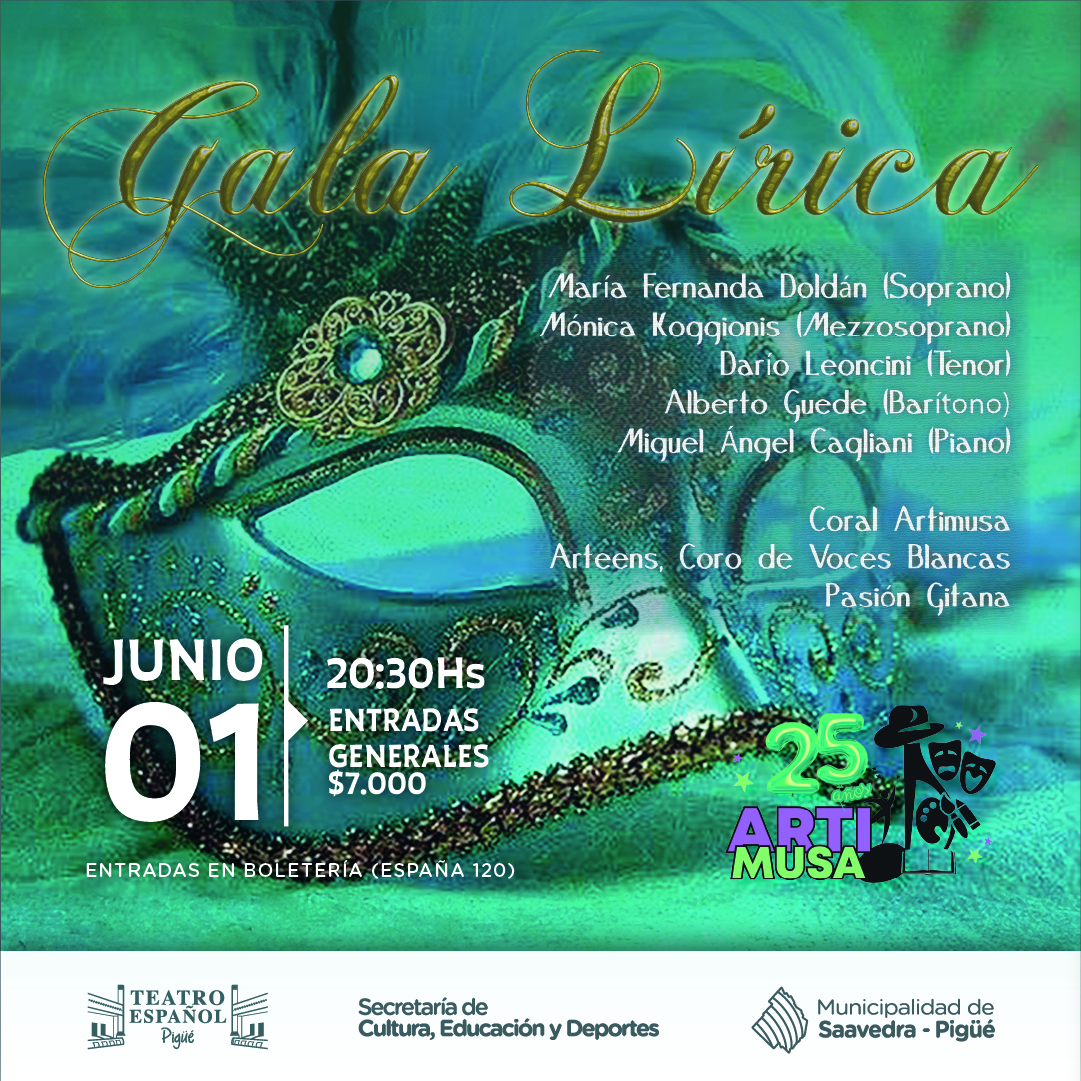 Gala Lírica
María Fernanda Doldán (Soprano)
Mónica Koggionis (Mezzosoprano)
Darío Leoncini (Tenor)
Alberto Guede (Barítono)
Miguel Ángel Cagliani (Piano)
Coral Artimusa
Arteens, Coro de Voces Blancas
Pasión Gitana
JUNIO
01
20:30Hs
ENTRADAS
GENERALES
$7.000
ENTRADAS EN BOLETERÍA (ESPAÑA 120)
25
años
ARTI
MUSA
TEATRO
ESPAÑOL
Pigüé
Secretaría de
Cultura, Educación y Deportes
Municipalidad de
Saavedra - Pigüé